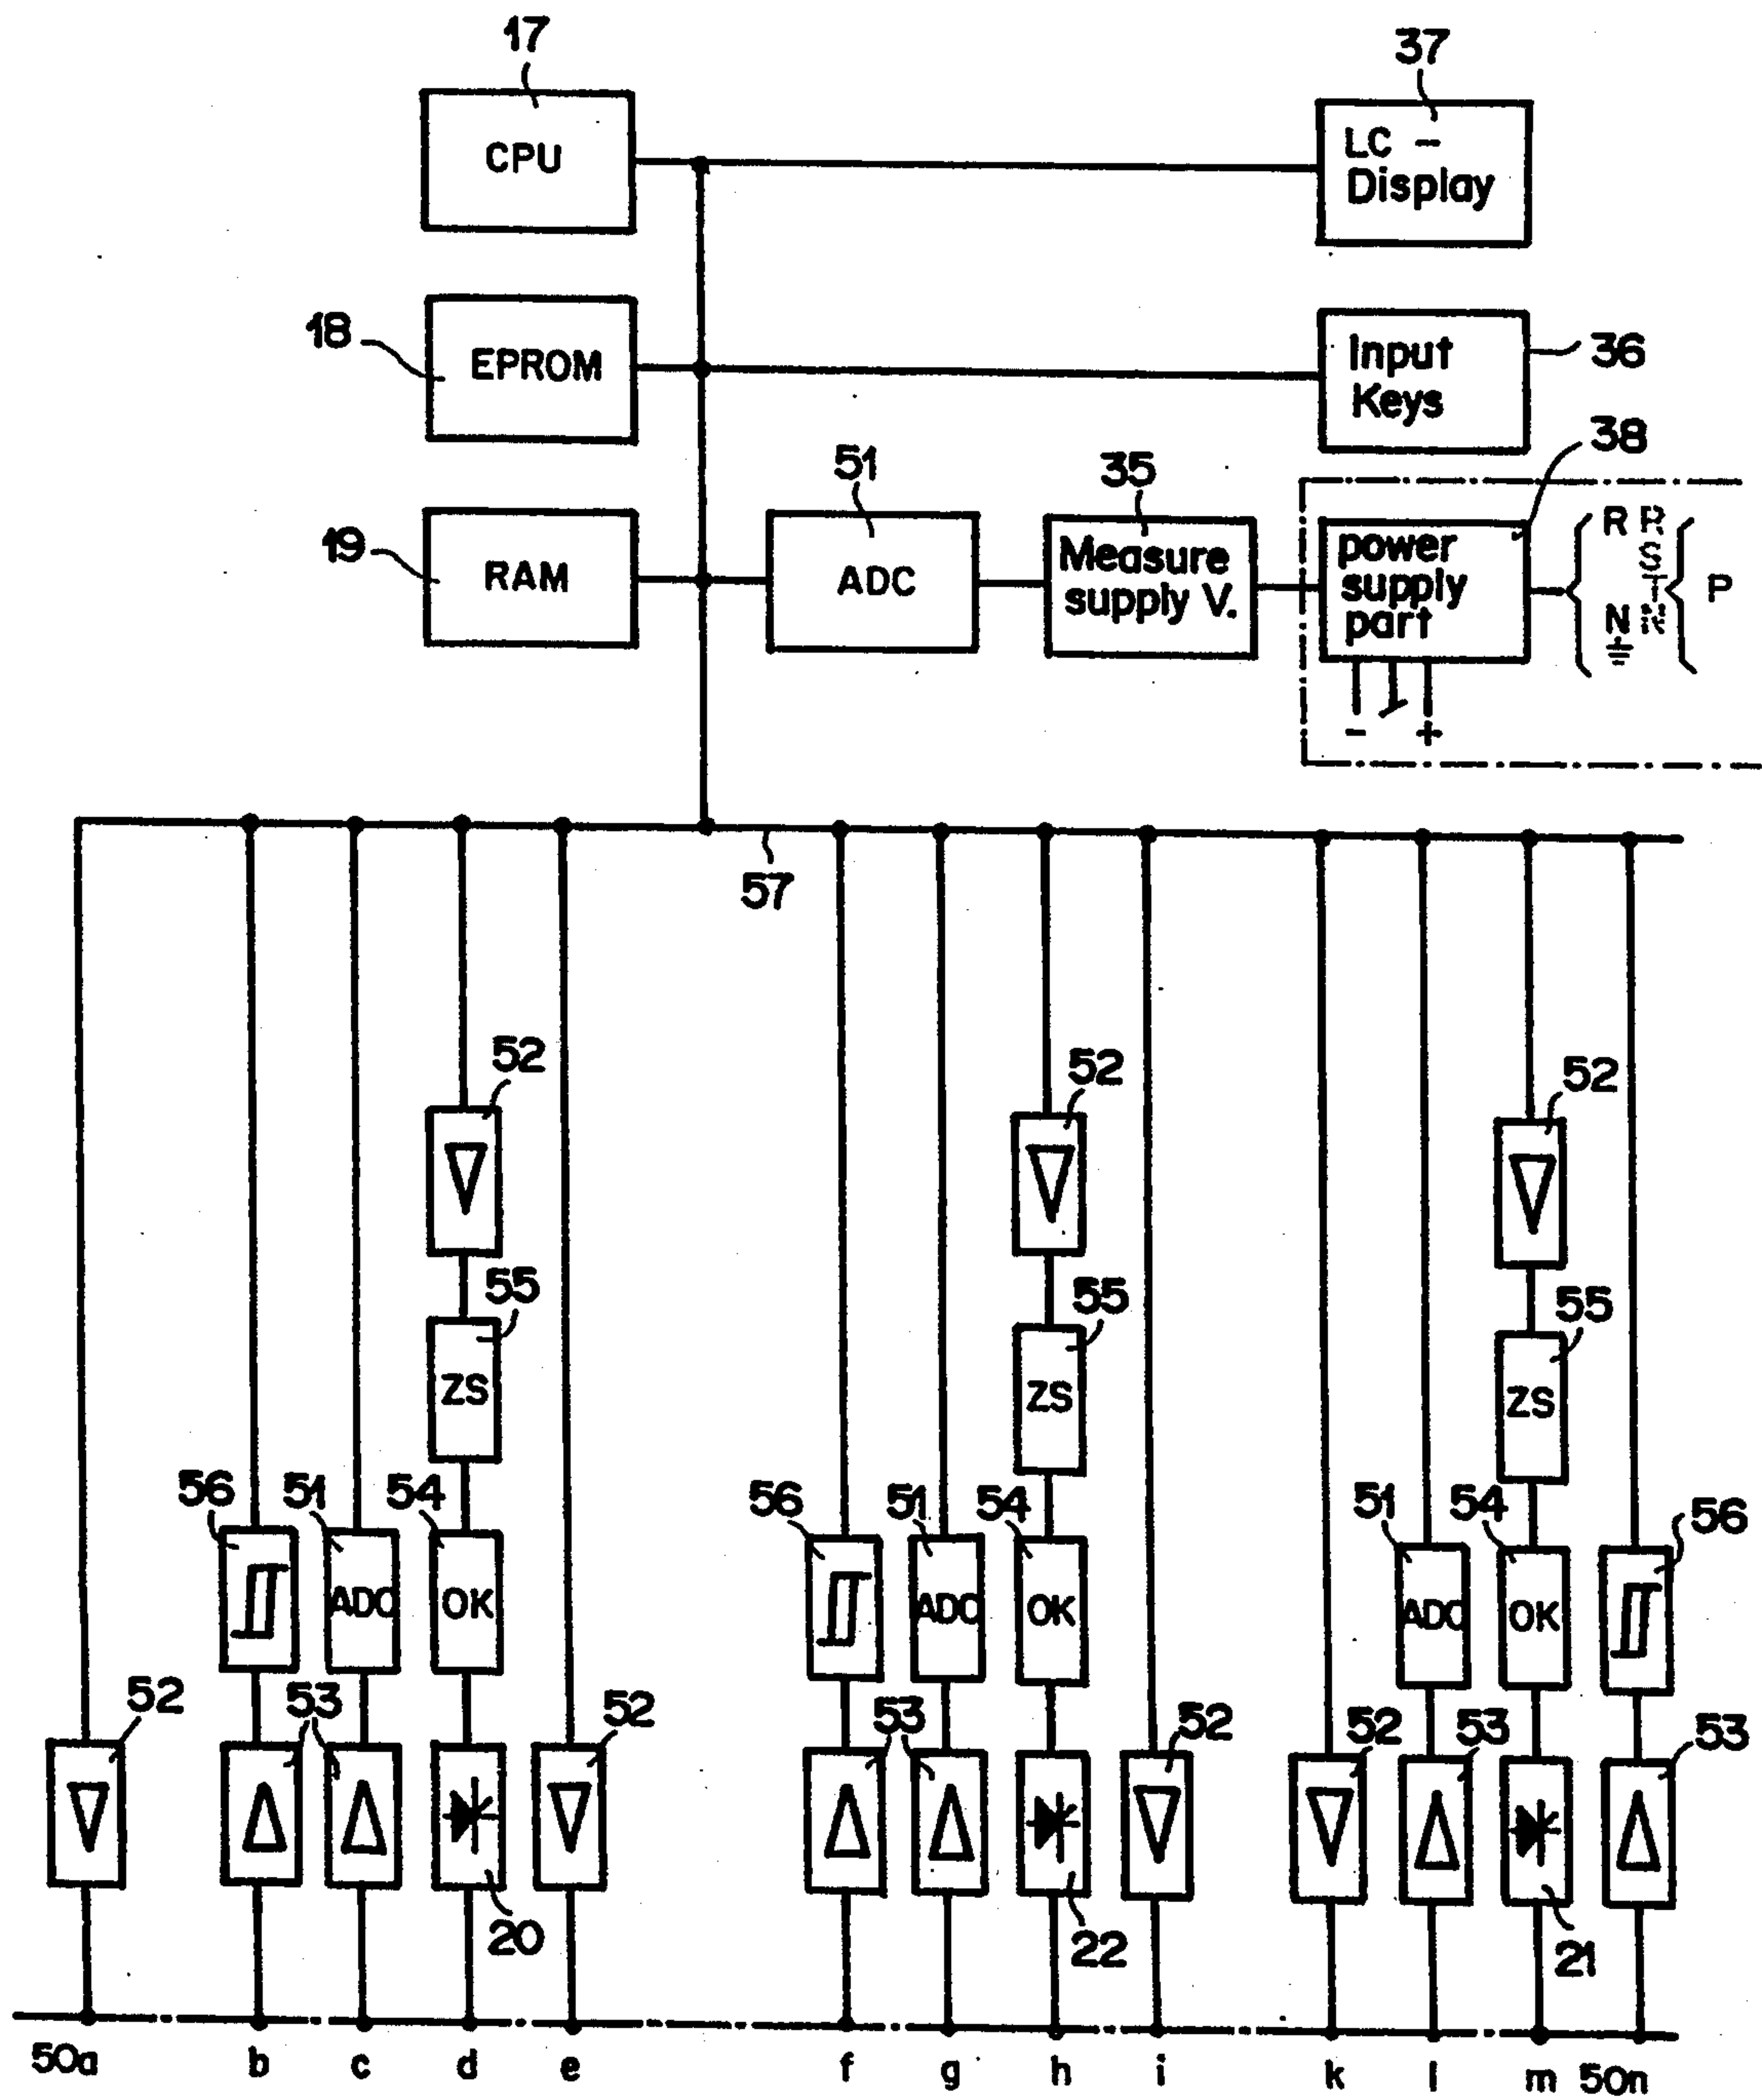 17
37
CPU
LC -
Display
18
EPROM
Input
Keys
36
38
51
35
19
RAM
ADC
Measure
supply V.
power
supply
part
R R
S
T
N N
P
- +
57
52
52
52
55
55
55
ZS
ZS
ZS
56
51
54
56
51
54
51
54
56
ADC
OK
ADC
OK
ADC
OK
52
53
52
53
52
52
53
53
20
22
21
50a
b
c
d
e
f
g
h
i
k
l
m
50n